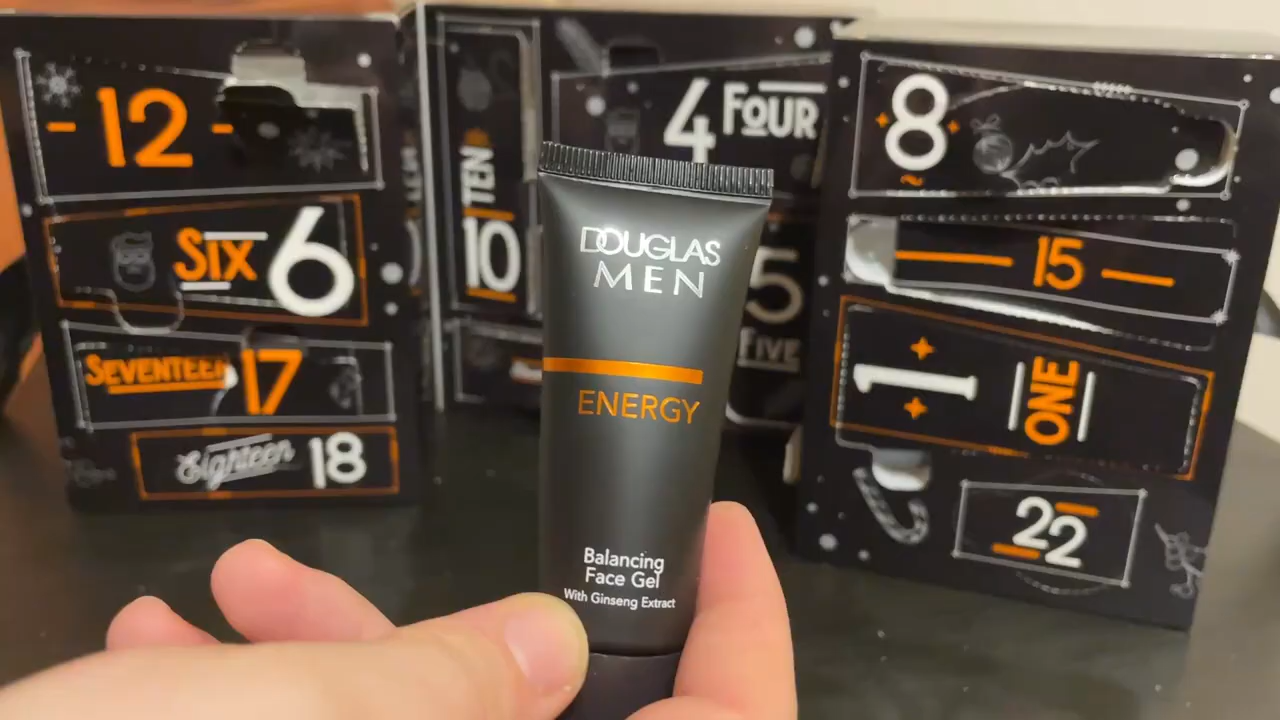 12
SIX 6
SEVENTEEN 17
Eighteen 18
TEN
10
4 FOUR
5
FIVE
DOUGLAS
MEN
ENERGY
Balancing
Face Gel
With Ginseng Extract
8
15
1 ONE
22